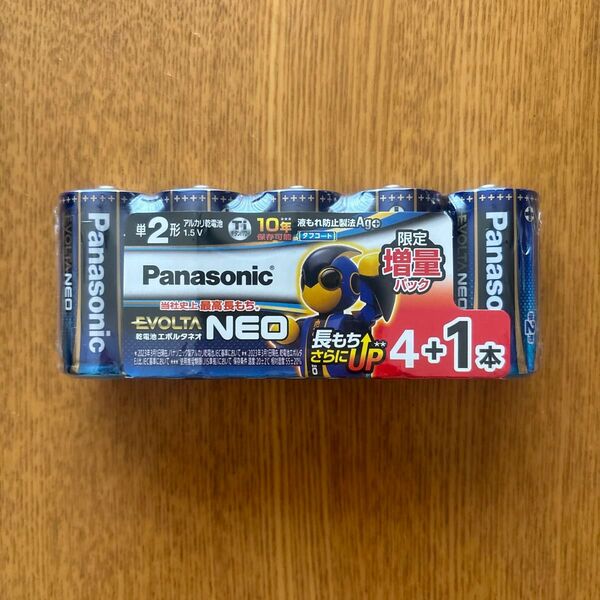 Panasonic
EVOLTA
NEO
単2形
アルカリ乾電池
1.5V
Ti
10年***
保存可能
液もれ防止製法Ag+
タフコート
Panasonic®
当社史上*最高長もち。
EVOLTA NEO
乾電池エボルタネオ
限定
増量
パック
長もち
さらにUP**
4+1本
Panasonic
NEO
単2